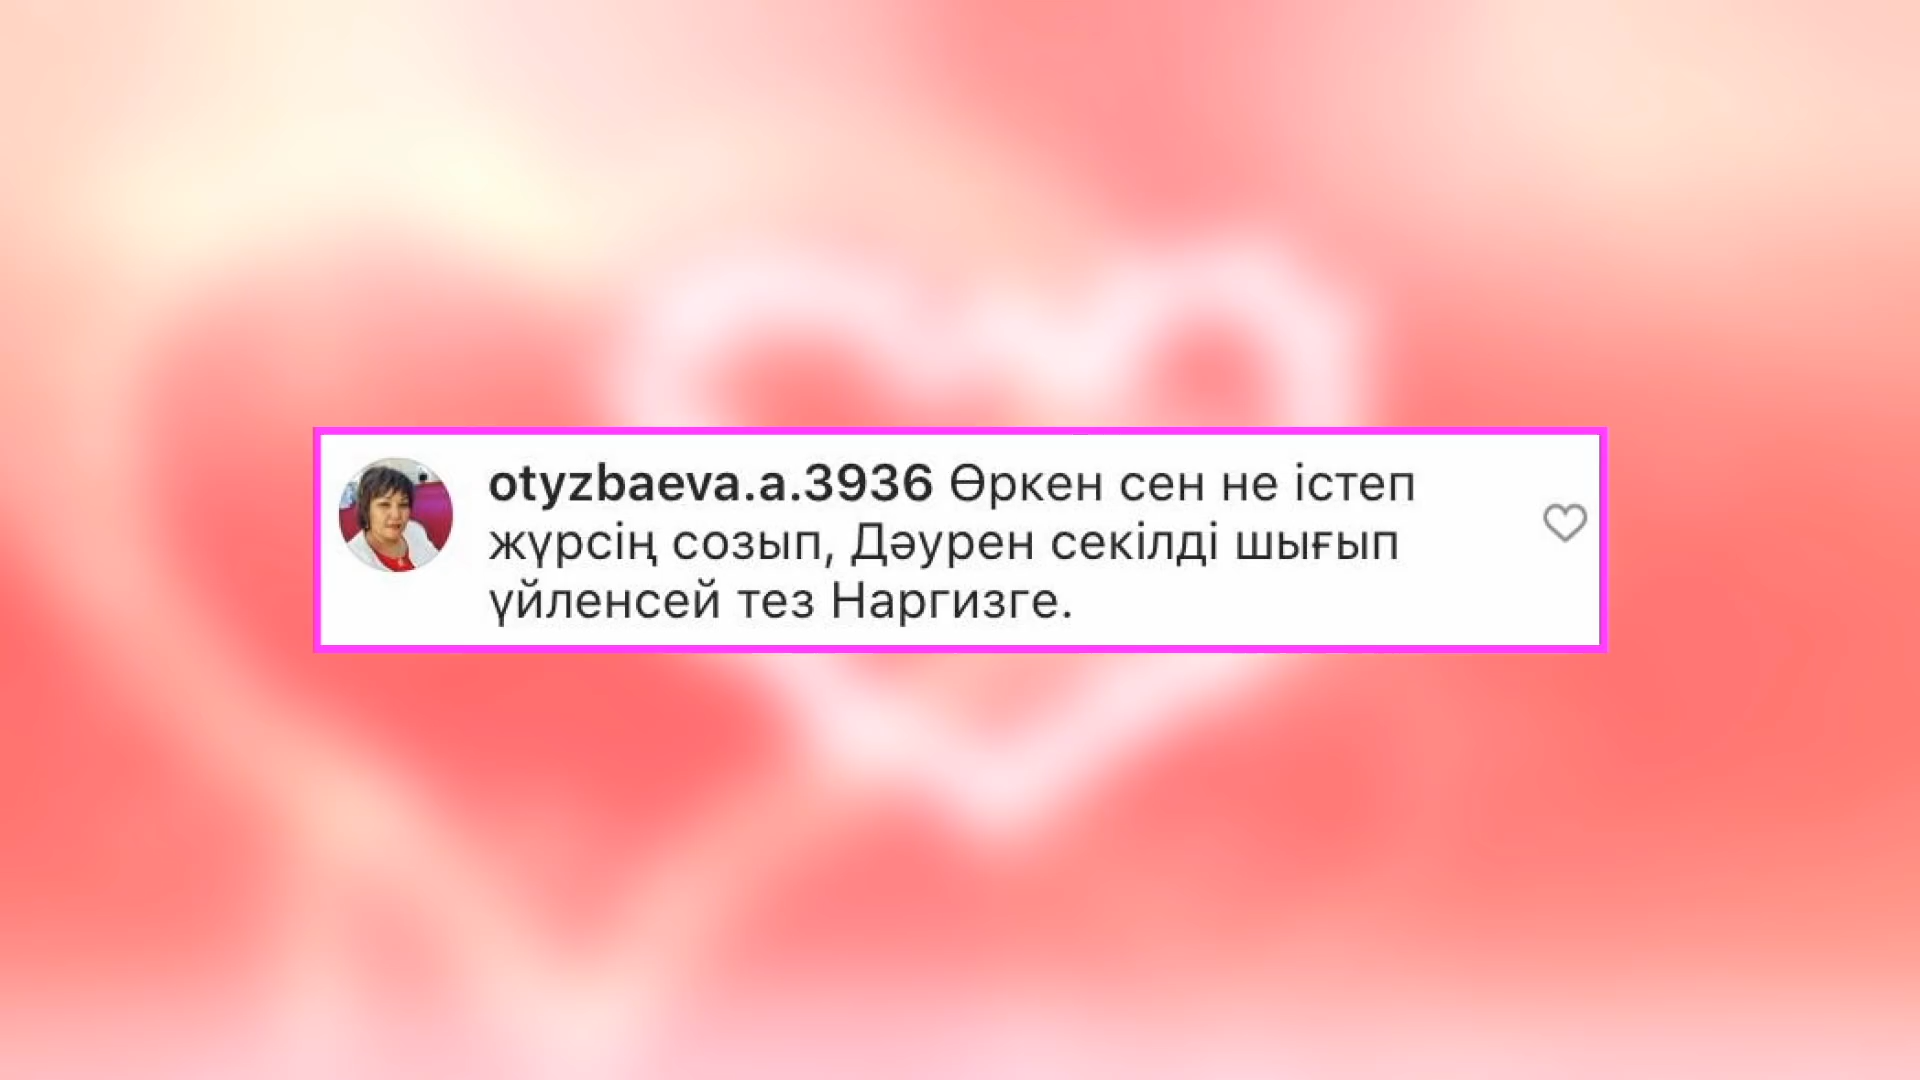 otyzbaeva.a.3936 Өркен сен не істеп
жүрсің созып, Дәурен секілді шығып
үйленсей тез Наргизге.